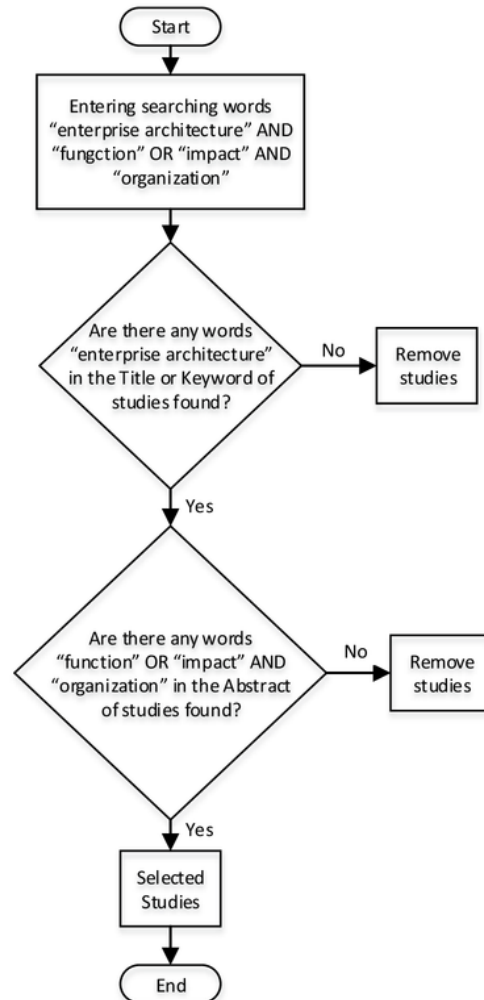 Start
Entering searching words
“enterprise architecture” AND
“fungction” OR “impact” AND
“organization”
Are there any words
“enterprise architecture”
in the Title or Keyword of
studies found?
No
Remove
studies
Yes
Are there any words
“function” OR “impact” AND
“organization” in the Abstract
of studies found?
No
Remove
studies
Yes
Selected
Studies
End